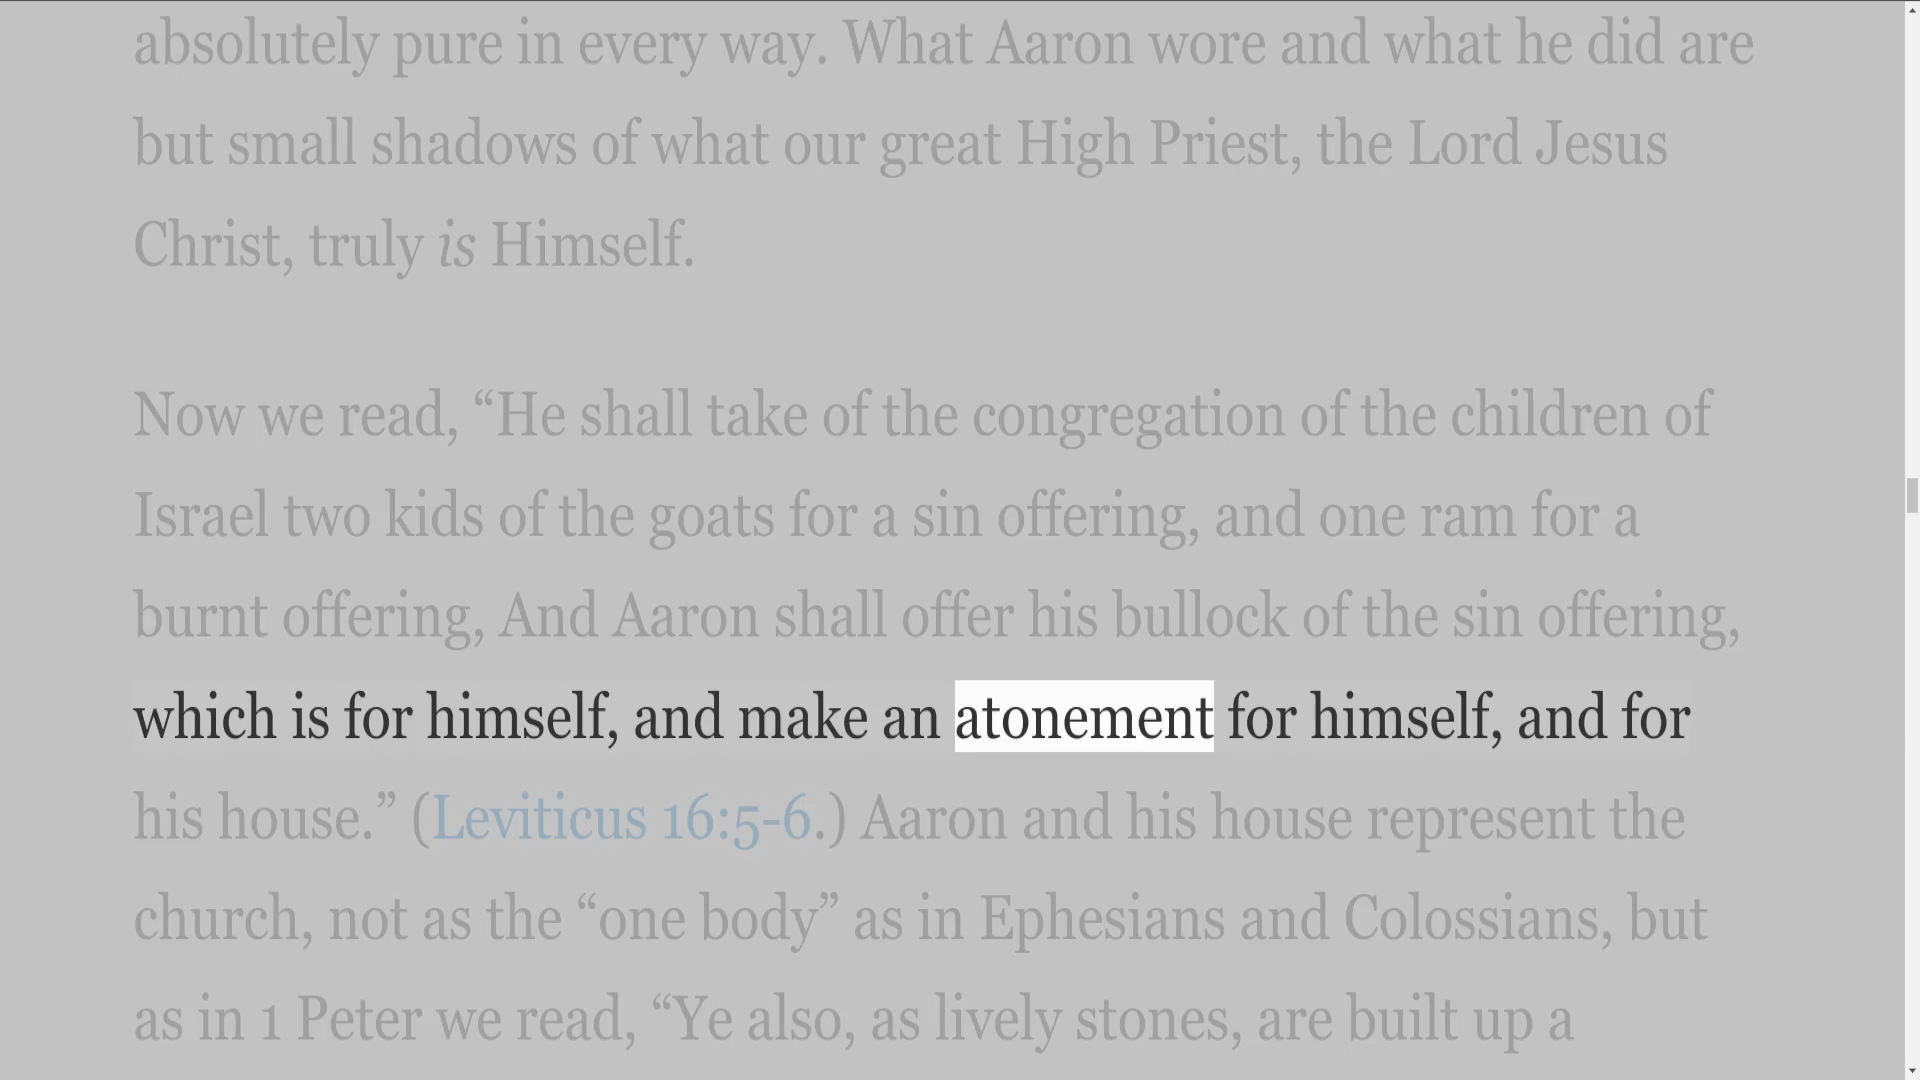 absolutely pure in every way. What Aaron wore and what he did are
but small shadows of what our great High Priest, the Lord Jesus
Christ, truly is Himself.
Now we read, “He shall take of the congregation of the children of
Israel two kids of the goats for a sin offering, and one ram for a
burnt offering, And Aaron shall offer his bullock of the sin offering,
which is for himself, and make an atonement for himself, and for
his house.” (Leviticus 16:5-6.) Aaron and his house represent the
church, not as the “one body” as in Ephesians and Colossians, but
as in 1 Peter we read, “Ye also, as lively stones, are built up a